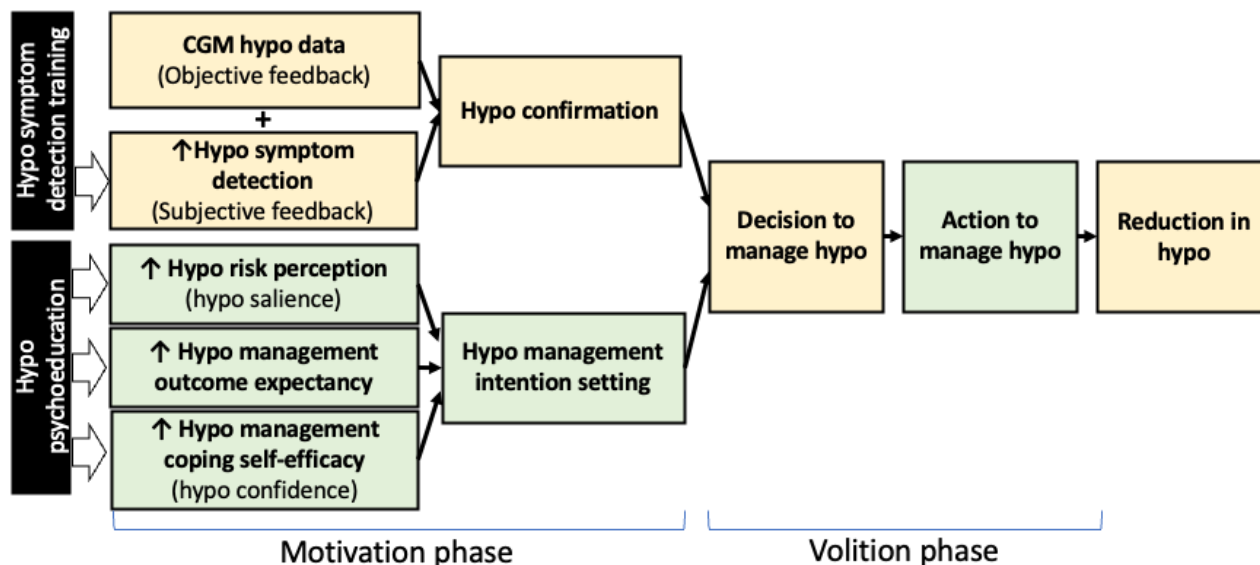 Hypo symptom
detection training
CGM hypo data
(Objective feedback)
+
↑Hypo symptom
detection
(Subjective feedback)
Hypo confirmation
Hypo
psychoeducation
↑ Hypo risk perception
(hypo salience)
↑ Hypo management
outcome expectancy
↑ Hypo management
coping self-efficacy
(hypo confidence)
Hypo management
intention setting
Decision to
manage hypo
Action to
manage hypo
Reduction in
hypo
Motivation phase
Volition phase